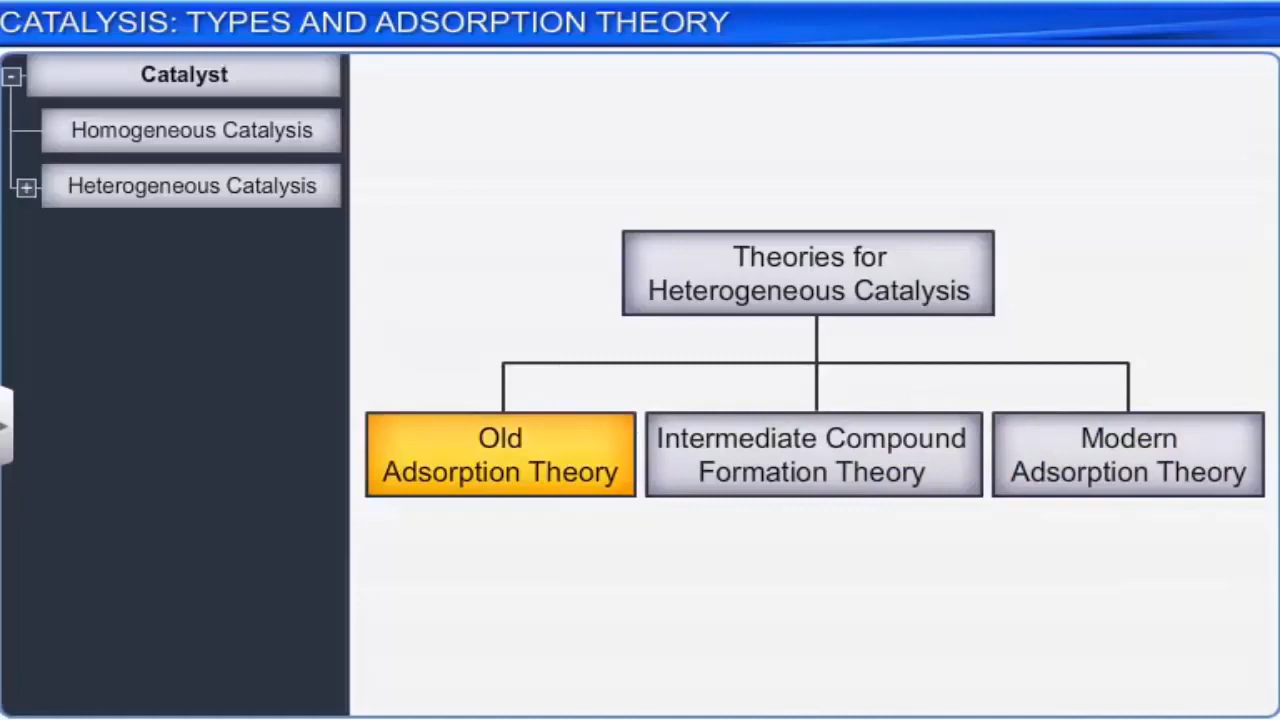 CATALYSIS: TYPES AND ADSORPTION THEORY
Catalyst
Homogeneous Catalysis
Heterogeneous Catalysis
Theories for
Heterogeneous Catalysis
Old
Adsorption Theory
Intermediate Compound
Formation Theory
Modern
Adsorption Theory